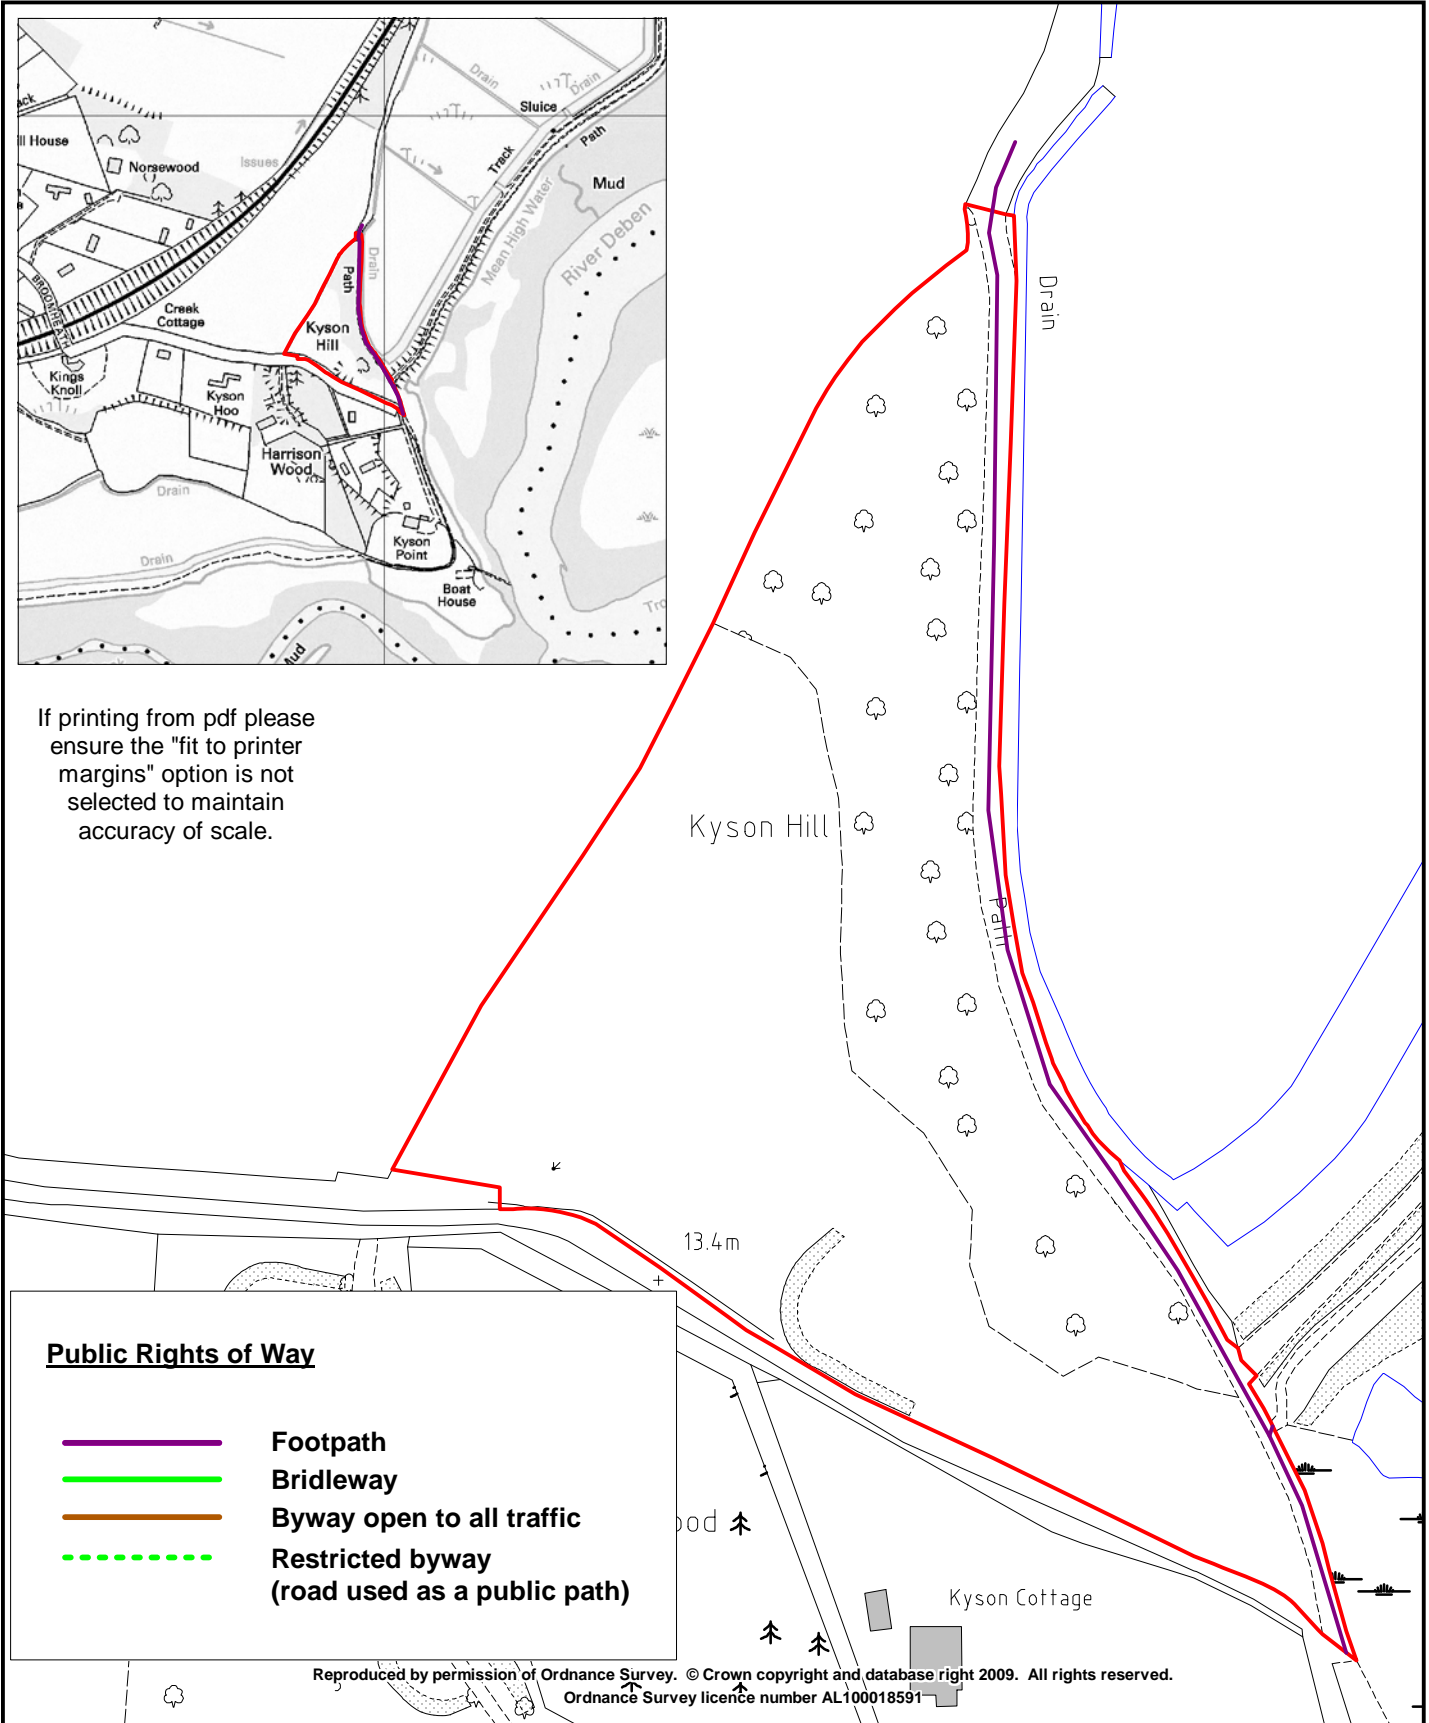 Drain
Drain
Sluice
Path
Track
Mud
ill House
Norsewood
Issues
Mean High Water
River Deben
Drain
Path
BROOMHEATH
Creek
Cottage
Kyson
Hill
Kings
Knoll
Kyson
Hoo
Harrison
Wood
Drain
Kyson
Point
Drain
Boat
House
Mud
If printing from pdf please
ensure the "fit to printer
margins" option is not
selected to maintain
accuracy of scale.
Drain
Kyson Hill
Path
13.4m
Public Rights of Way
Footpath
Bridleway
Byway open to all traffic
Restricted byway
(road used as a public path)
ood
Kyson Cottage
Reproduced by permission of Ordnance Survey. © Crown copyright and database right 2009. All rights reserved.
Ordnance Survey licence number AL100018591